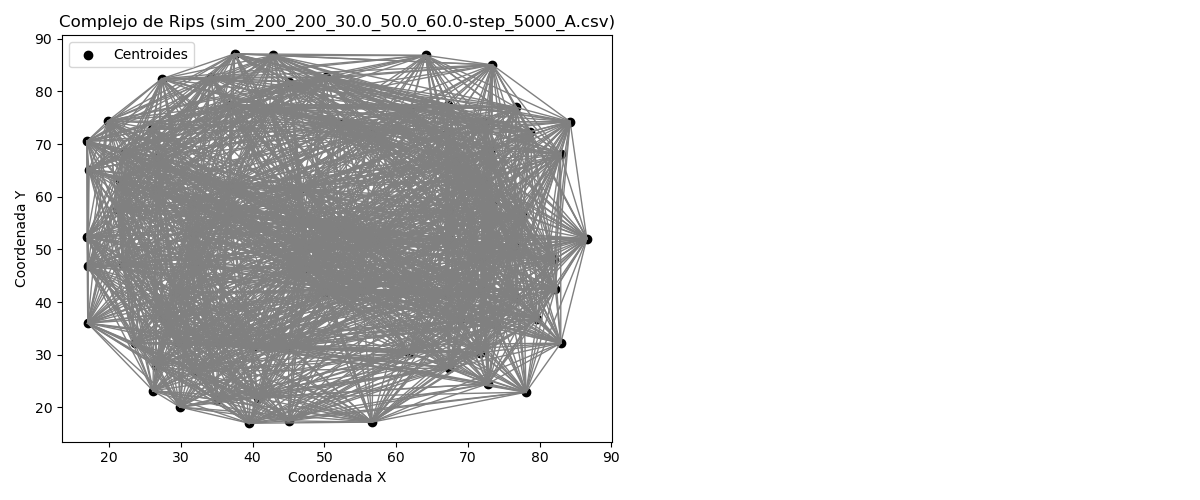 Complejo de Rips (sim_200_200_30.0_50.0_60.0-step_5000_A.csv)
Centroides
90
80
70
60
50
40
30
20
Coordenada Y
20 30 40 50 60 70 80 90
Coordenada X